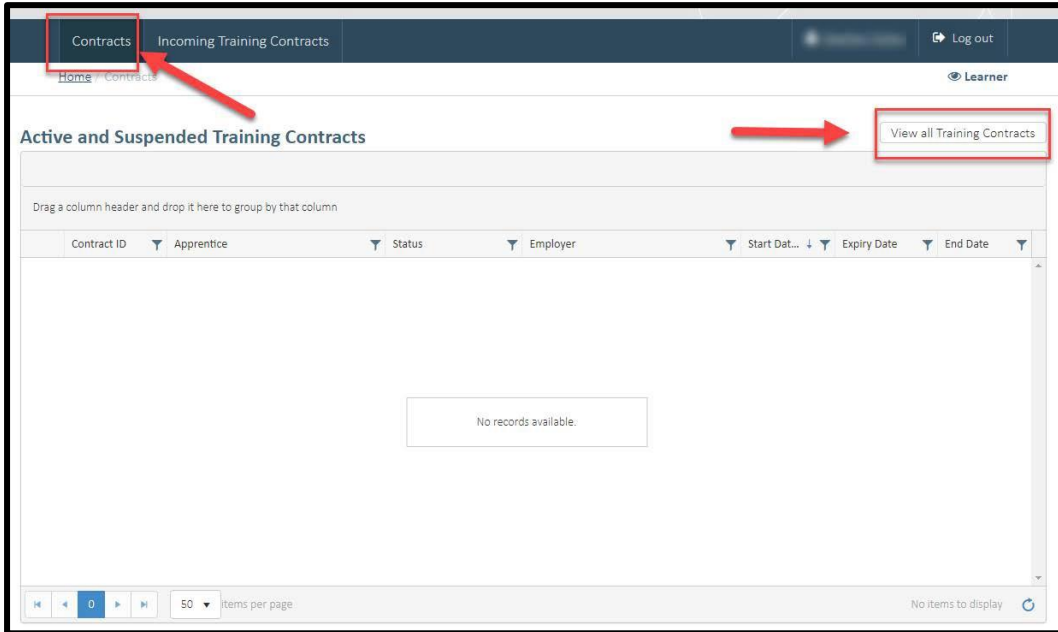 Contracts Incoming Training Contracts Log out
Home / Contracts Learner
View all Training Contracts
Active and Suspended Training Contracts
Drag a column header and drop it here to group by that column
Contract ID Apprentice Status Employer Start Dat... ↓ Expiry Date End Date
No records available.
0 50 items per page No items to display